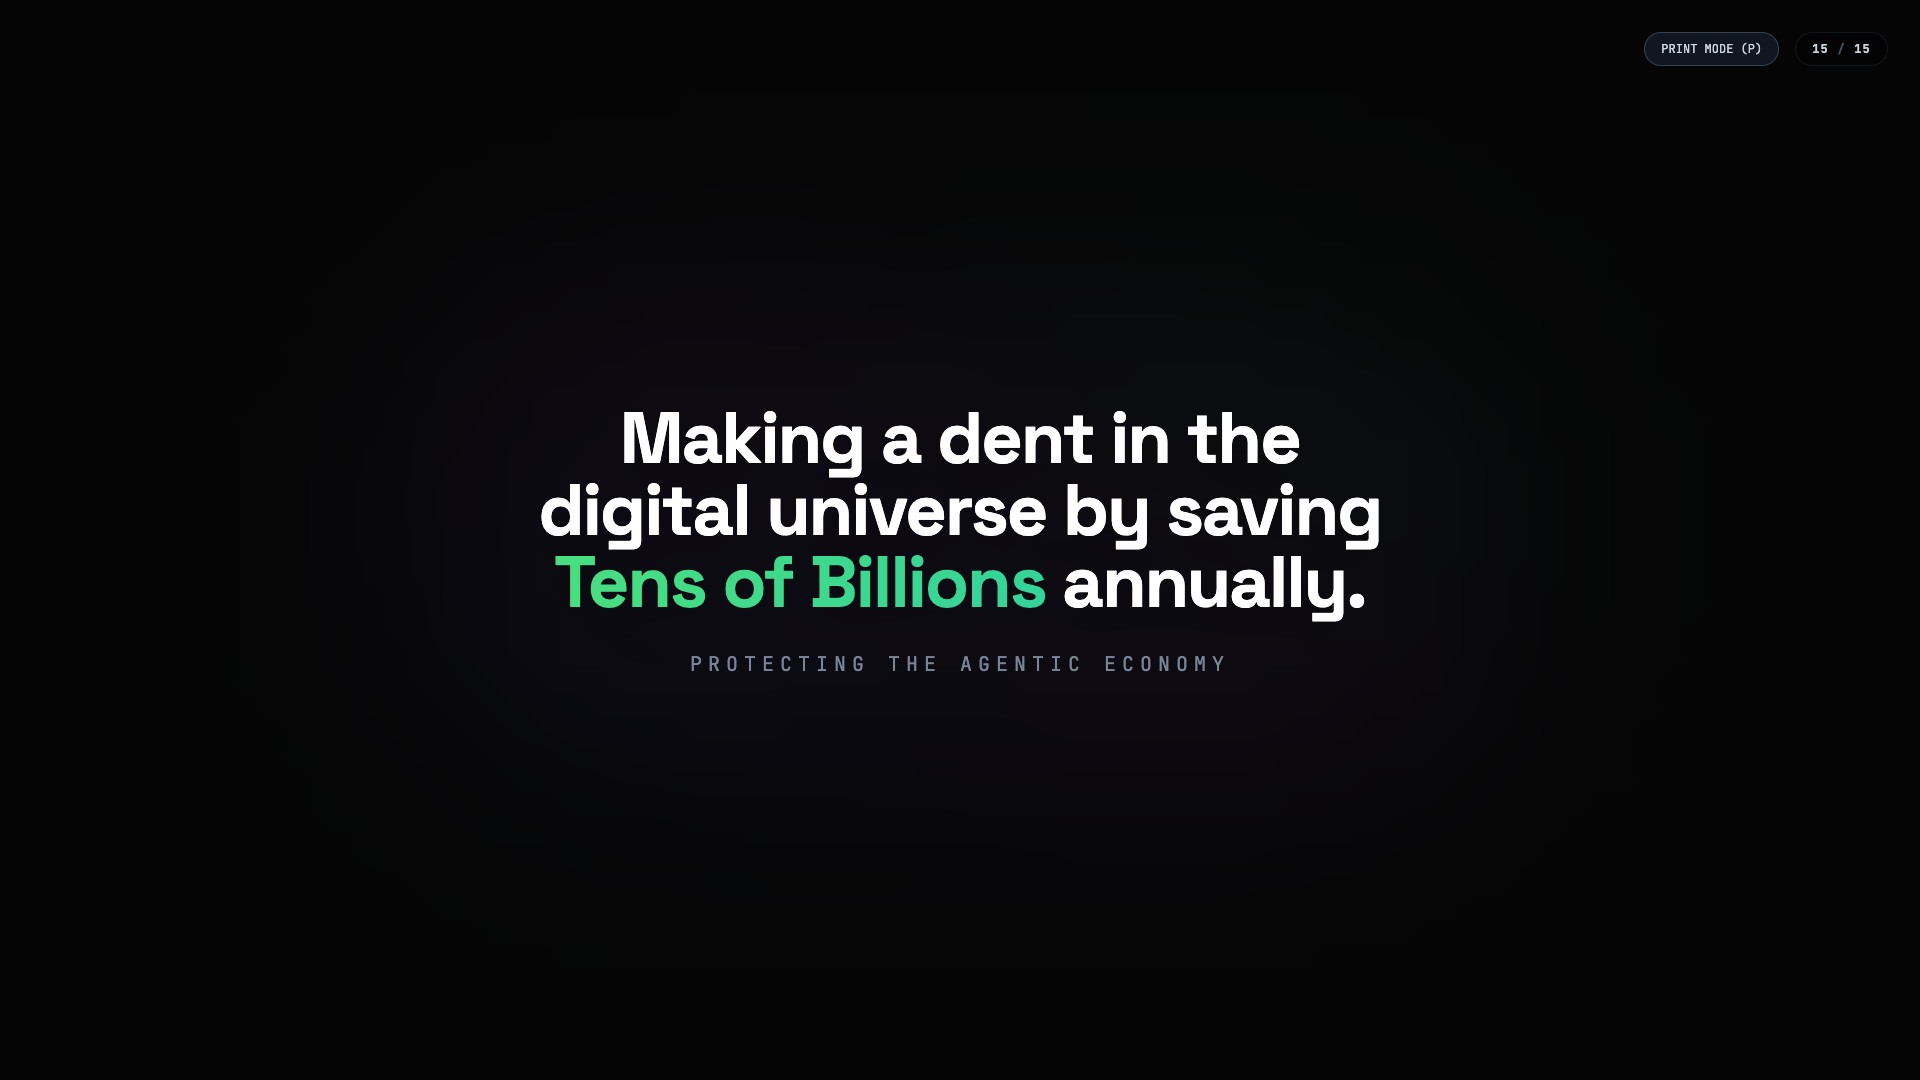 PRINT MODE (P)
15 / 15
Making a dent in the
digital universe by saving
Tens of Billions annually.
PROTECTING THE AGENTIC ECONOMY